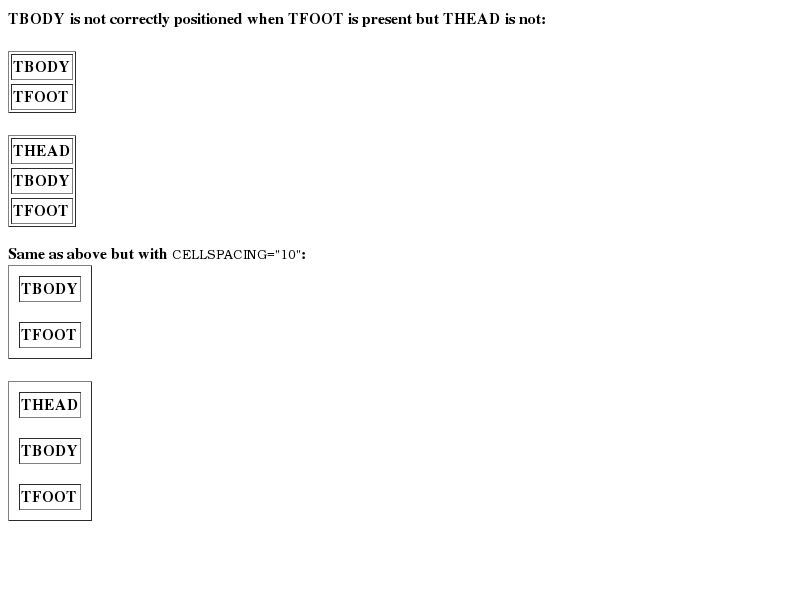 TBODY is not correctly positioned when TFOOT is present but THEAD is not:
TBODY
TFOOT
THEAD
TBODY
TFOOT
Same as above but with CELLSPACING="10":
TBODY
TFOOT
THEAD
TBODY
TFOOT